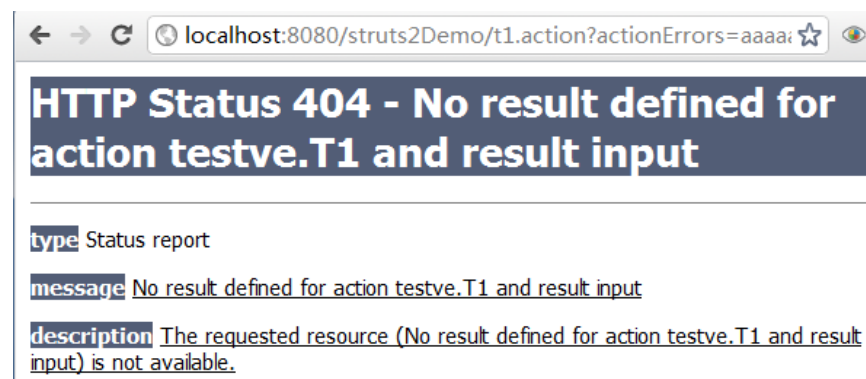 localhost:8080/struts2Demo/t1.action?actionErrors=aaaaa
HTTP Status 404 - No result defined for
action testve.T1 and result input
type Status report
message No result defined for action testve.T1 and result input
description The requested resource (No result defined for action testve.T1 and result
input) is not available.